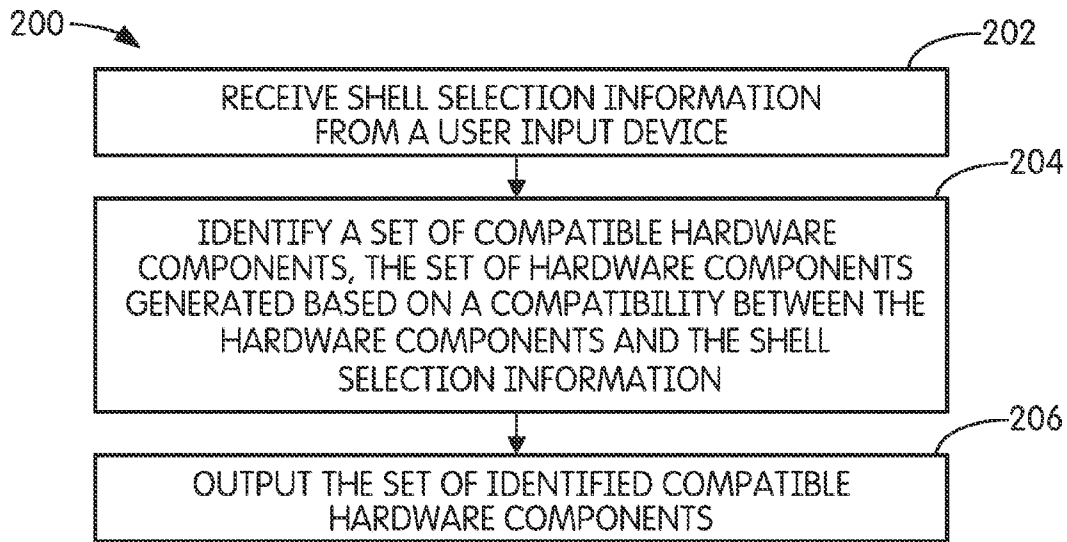 200
202
RECEIVE SHELL SELECTION INFORMATION
FROM A USER INPUT DEVICE
204
IDENTIFY A SET OF COMPATIBLE HARDWARE
COMPONENTS, THE SET OF HARDWARE COMPONENTS
GENERATED BASED ON A COMPATIBILITY BETWEEN THE
HARDWARE COMPONENTS AND THE SHELL
SELECTION INFORMATION
206
OUTPUT THE SET OF IDENTIFIED COMPATIBLE
HARDWARE COMPONENTS